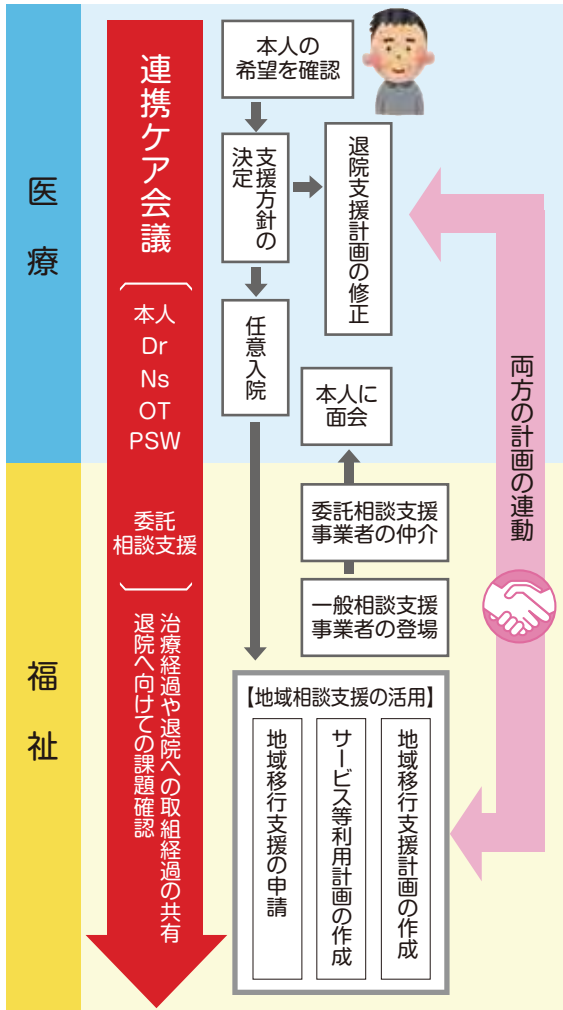 医療
福祉
連携ケア会議
本人
Dr
Ns
OT
PSW
委託
相談支援
治療経過や退院への取組経過の共有
退院へ向けての課題確認
本人の
希望を確認
支援方針の
決定
退院支援計画の修正
任意入院
本人に
面会
委託相談支援
事業者の仲介
一般相談支援
事業者の登場
【地域相談支援の活用】
地域移行支援の申請
サービス等利用計画の作成
地域移行支援計画の作成
両方の計画の連動